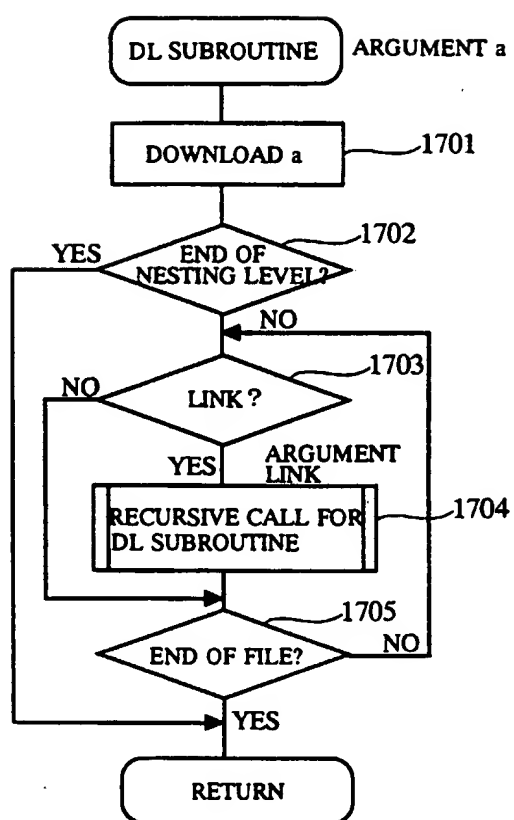 DL SUBROUTINE
ARGUMENT a
DOWNLOAD a
1701
1702
YES
END OF
NESTING LEVEL?
NO
1703
NO
LINK?
YES
ARGUMENT
LINK
RECURSIVE CALL FOR
DL SUBROUTINE
1704
1705
END OF FILE?
NO
YES
RETURN